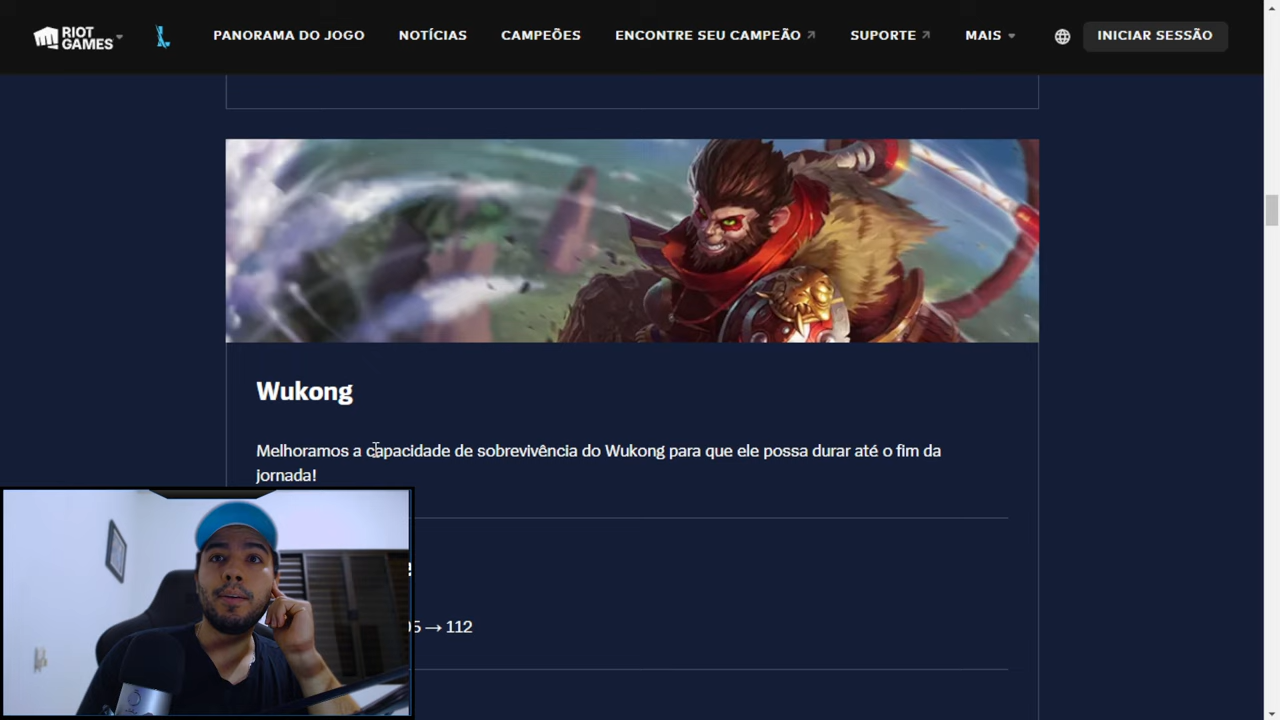 RIOT GAMES
PANORAMA DO JOGO
NOTÍCIAS
CAMPEÕES
ENCONTRE SEU CAMPEÃO
SUPORTE
MAIS
INICIAR SESSÃO
Wukong
Melhoramos a capacidade de sobrevivência do Wukong para que ele possa durar até o fim da
jornada!
→ 112